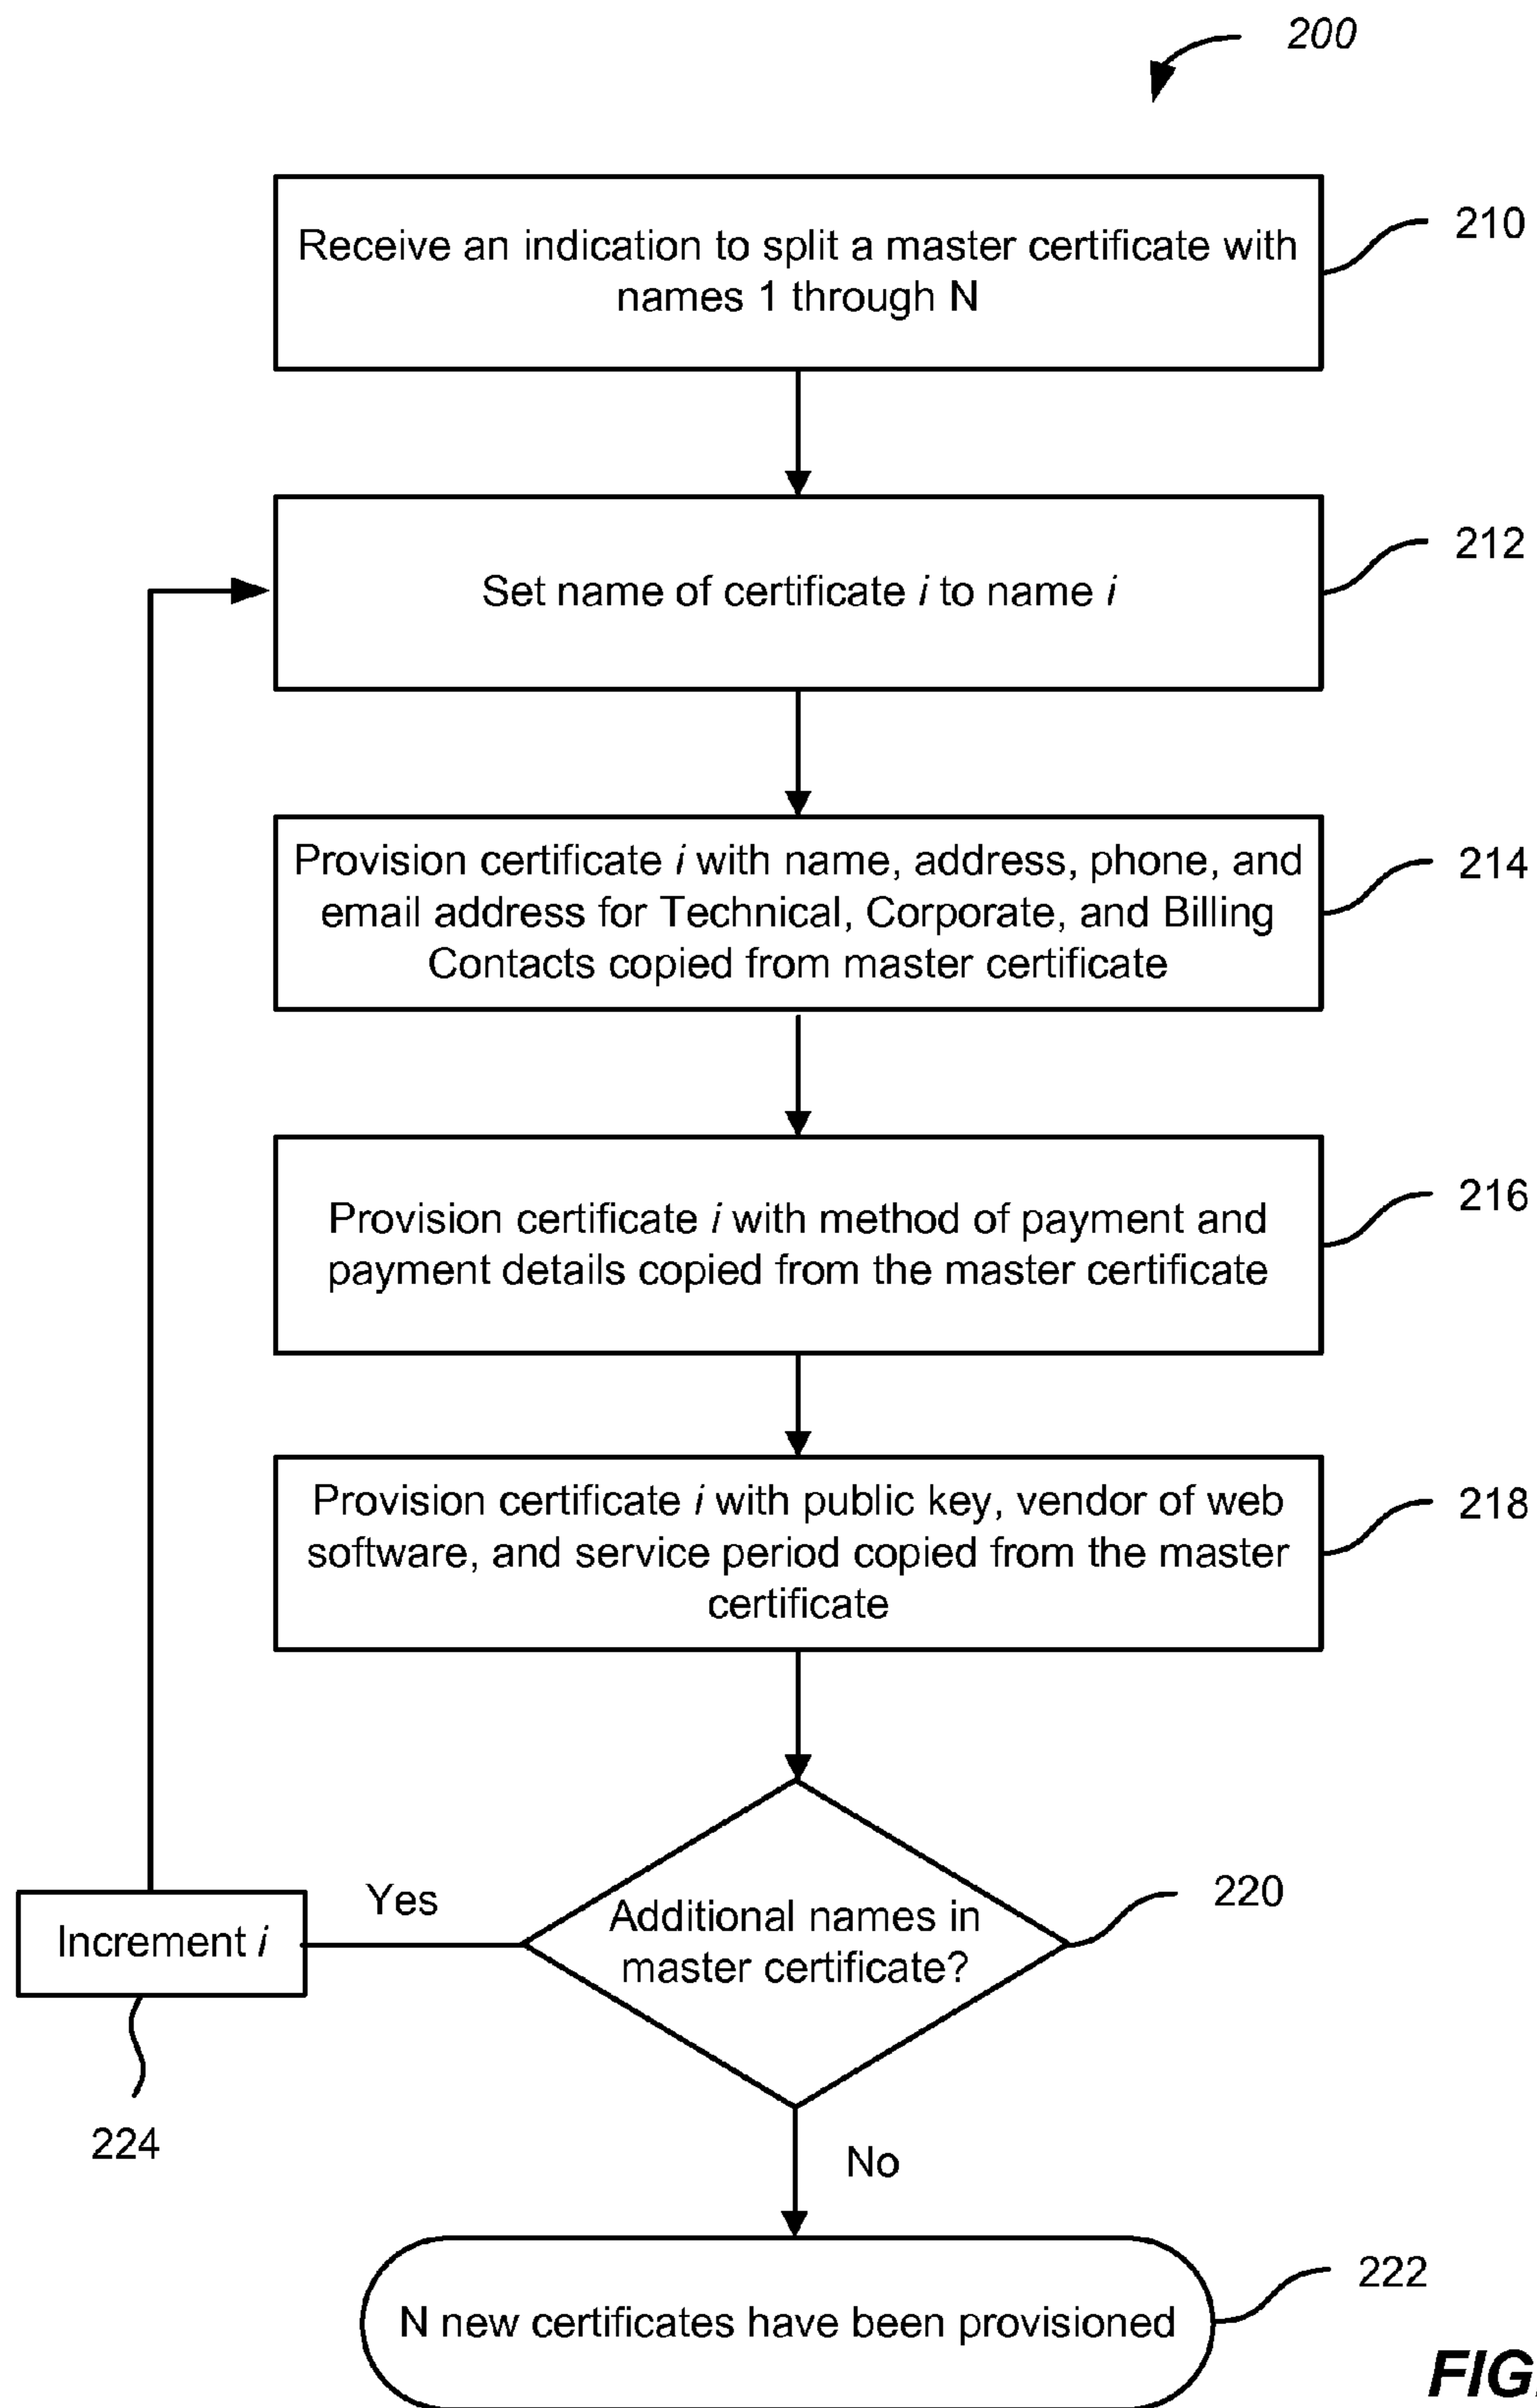 200
Receive an indication to split a master certificate with
names 1 through N
210
Set name of certificate i to name i
212
Provision certificate i with name, address, phone, and
email address for Technical, Corporate, and Billing
Contacts copied from master certificate
214
Provision certificate i with method of payment and
payment details copied from the master certificate
216
Provision certificate i with public key, vendor of web
software, and service period copied from the master
certificate
218
Additional names in
master certificate?
220
Yes
Increment i
224
No
N new certificates have been provisioned
222
FIG.